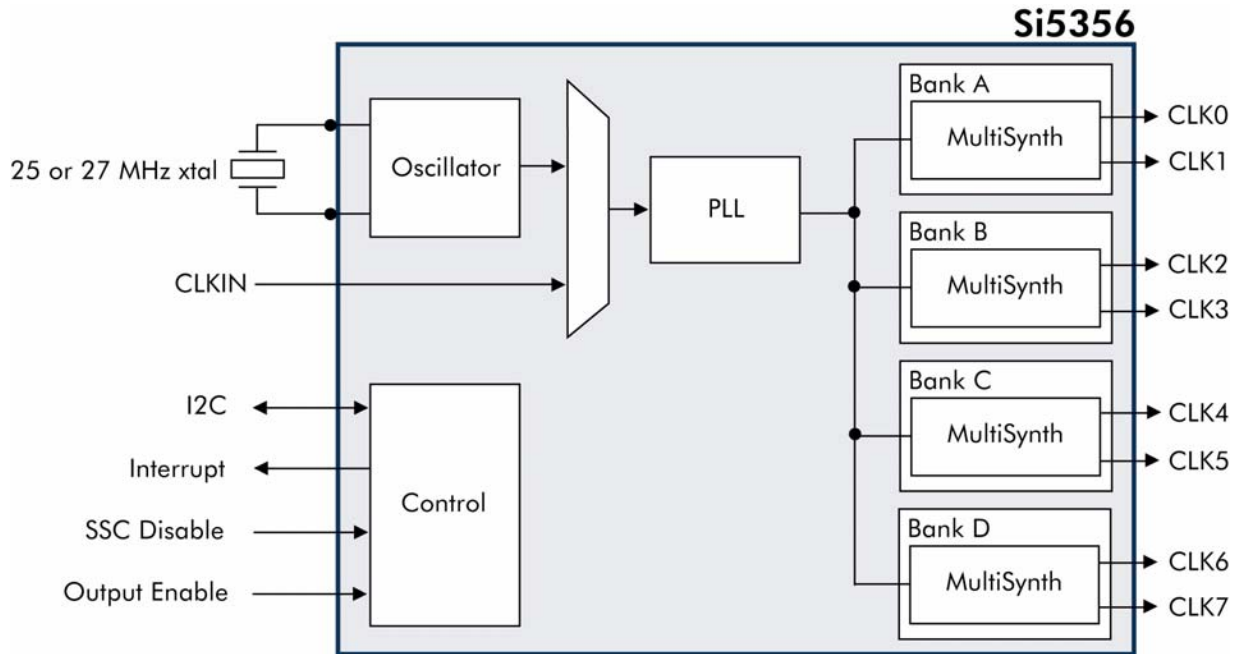 Si5356
25 or 27 MHz xtal
Oscillator
PLL
CLKIN
I2C
Interrupt
SSC Disable
Output Enable
Control
Bank A
MultiSynth
CLK0
CLK1
Bank B
MultiSynth
CLK2
CLK3
Bank C
MultiSynth
CLK4
CLK5
Bank D
MultiSynth
CLK6
CLK7